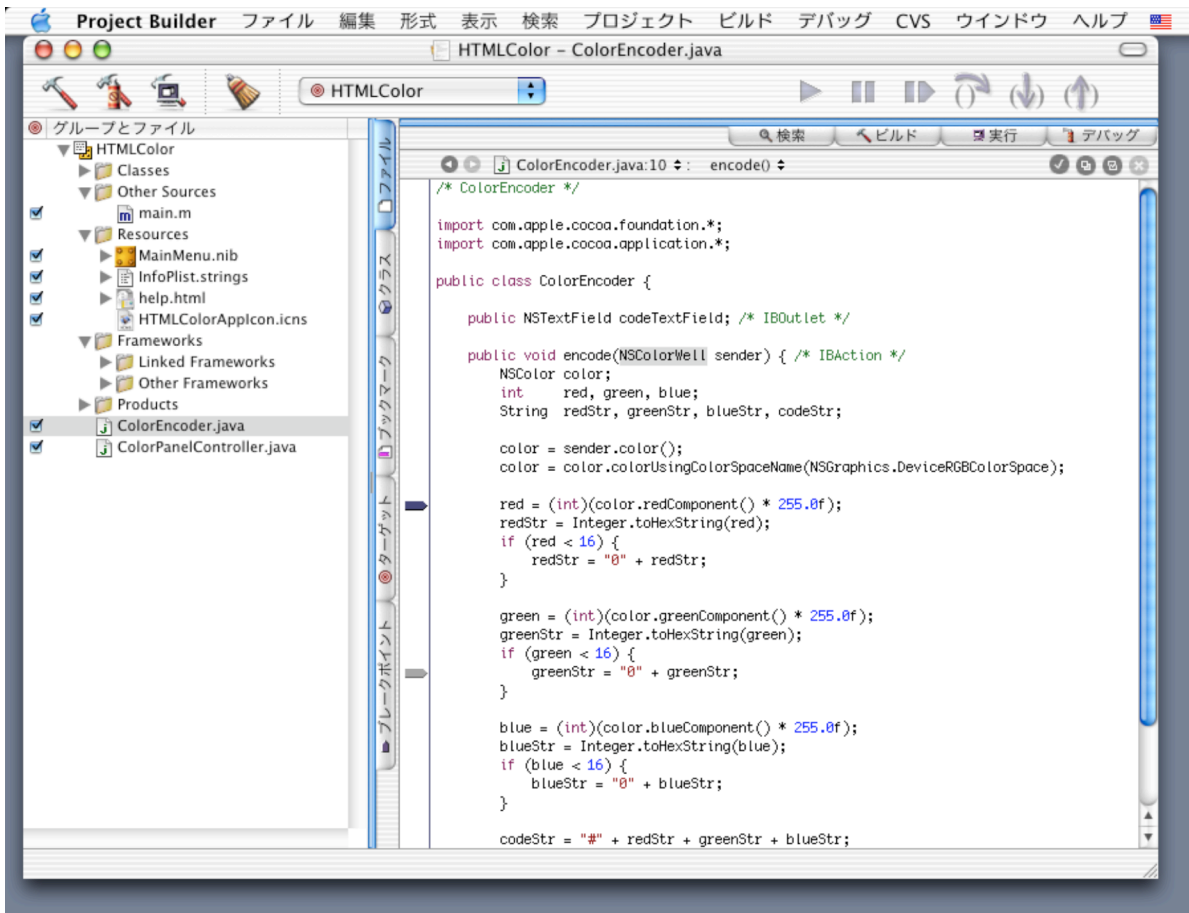 Project Builder ファイル 編集 形式 表示 検索 プロジェクト ビルド デバッグ CVS ウインドウ ヘルプ
HTMLColor – ColorEncoder.java
HTMLColor
グループとファイル
HTMLColor
Classes
Other Sources
main.m
Resources
MainMenu.nib
InfoPlist.strings
help.html
HTMLColorAppIcon.icns
Frameworks
Linked Frameworks
Other Frameworks
Products
ColorEncoder.java
ColorPanelController.java
ファイル
クラス
ブックマーク
ターゲット
ブレークポイント
検索 ビルド 実行 デバッグ
ColorEncoder.java:10 : encode()
/* ColorEncoder */
import com.apple.cocoa.foundation.*;
import com.apple.cocoa.application.*;
public class ColorEncoder {
public NSTextField codeTextField; /* IBOutlet */
public void encode(NSColorWell sender) { /* IBAction */
NSColor color;
int red, green, blue;
String redStr, greenStr, blueStr, codeStr;
color = sender.color();
color = color.colorUsingColorSpaceName(NSGraphics.DeviceRGBColorSpace);
red = (int)(color.redComponent() * 255.0f);
redStr = Integer.toHexString(red);
if (red < 16) {
redStr = "0" + redStr;
}
green = (int)(color.greenComponent() * 255.0f);
greenStr = Integer.toHexString(green);
if (green < 16) {
greenStr = "0" + greenStr;
}
blue = (int)(color.blueComponent() * 255.0f);
blueStr = Integer.toHexString(blue);
if (blue < 16) {
blueStr = "0" + blueStr;
}
codeStr = "#" + redStr + greenStr + blueStr;